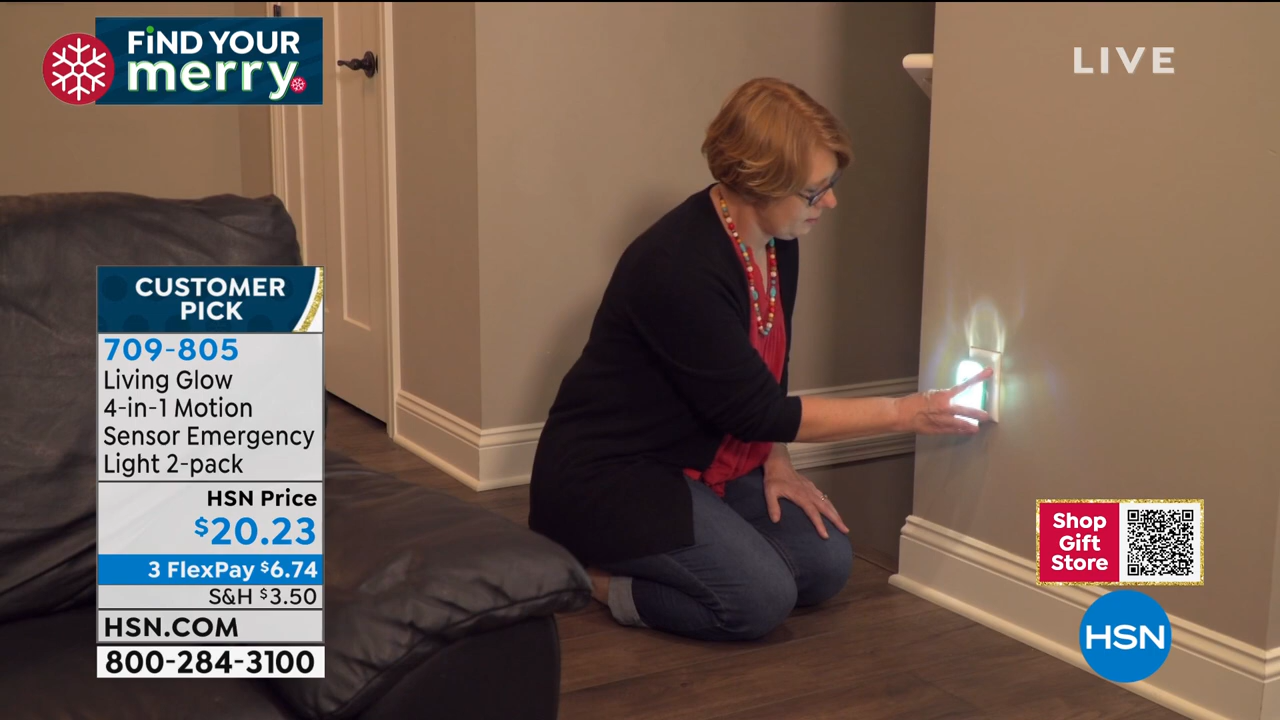 FiND YOUR
merry
LIVE
CUSTOMER
PICK
709-805
Living Glow
4-in-1 Motion
Sensor Emergency
Light 2-pack
HSN Price
$20.23
3 FlexPay $6.74
S&H $3.50
HSN.COM
800-284-3100
Shop
Gift
Store
HSN